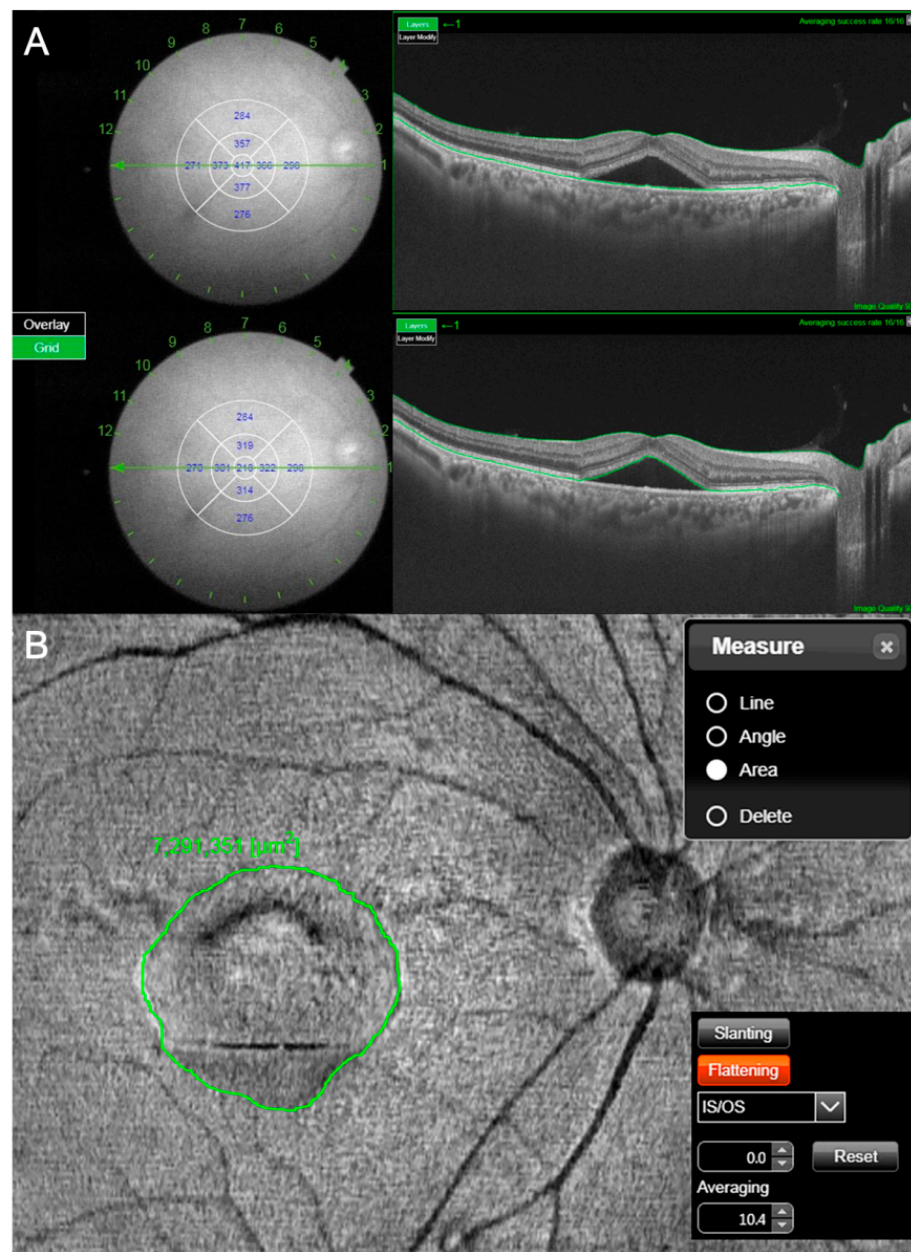 A
7
8 6
9 5
10 4
11 3
12 2
284
357
271 373 417 366 298
1
377
276
Layers ←1
Layer Modify
Averaging success rate 16/16
Image Quality
Overlay
Grid
7
8 6
9 5
10 4
11 3
12 2
284
319
218 322 298
1
314
276
Layers ←1
Layer Modify
Averaging success rate 16/16
Image Quality
B
7,291,351 [µm²]
Measure
Line
Angle
Area
Delete
Slanting
Flattening
IS/OS
0.0 Reset
Averaging
10.4